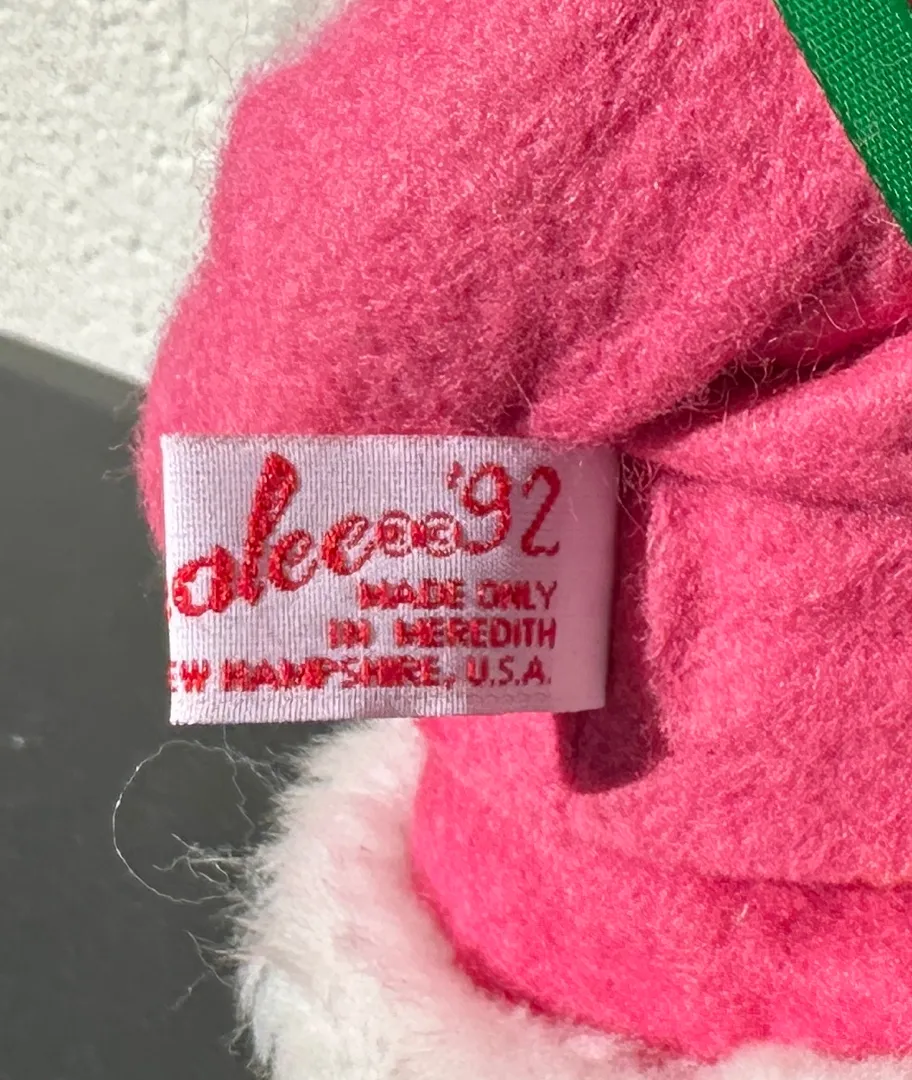 alee®©'92
MADE ONLY
IN MEREDITH
EW HAMPSHIRE, U.S.A.